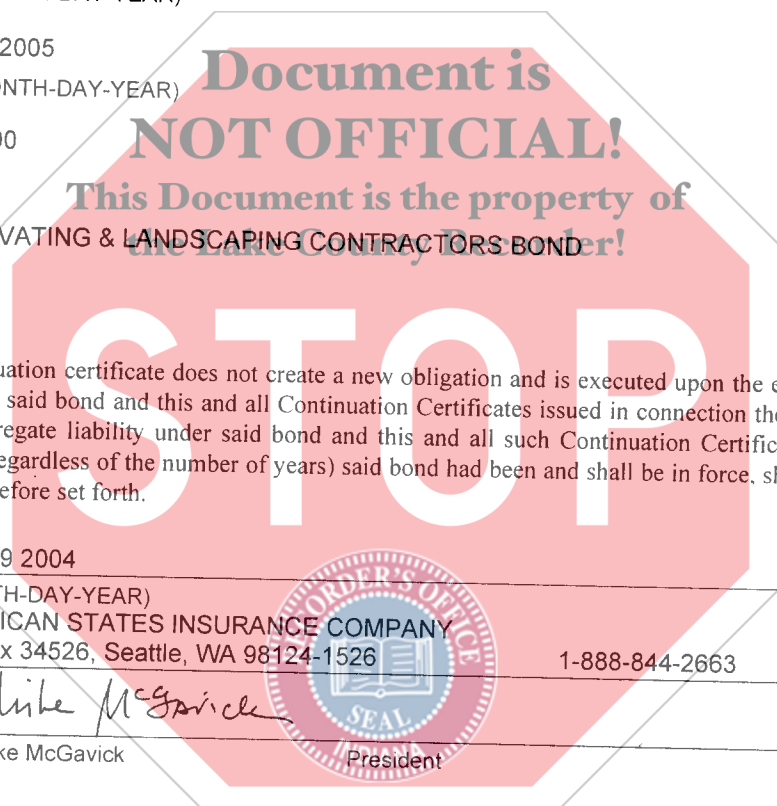 2005
Document is
NTH-DAY-YEAR)
NOT OFFICIAL!
This Document is the property of
VATING & LANDSCAPING CONTRACTORS BOND
the Lake County Recorder!
STOP
uation certificate does not create a new obligation and is executed upon the e
said bond and this and all Continuation Certificates issued in connection the
regate liability under said bond and this and all such Continuation Certific
egardless of the number of years) said bond had been and shall be in force, sh
efore set forth.
9 2004
TH-DAY-YEAR)
ICAN STATES INSURANCE COMPANY
x 34526, Seattle, WA 98124-1526 1-888-844-2663
Mike McGavick
ke McGavick President
RECORDER'S OFFICE
SEAL
INDIANA